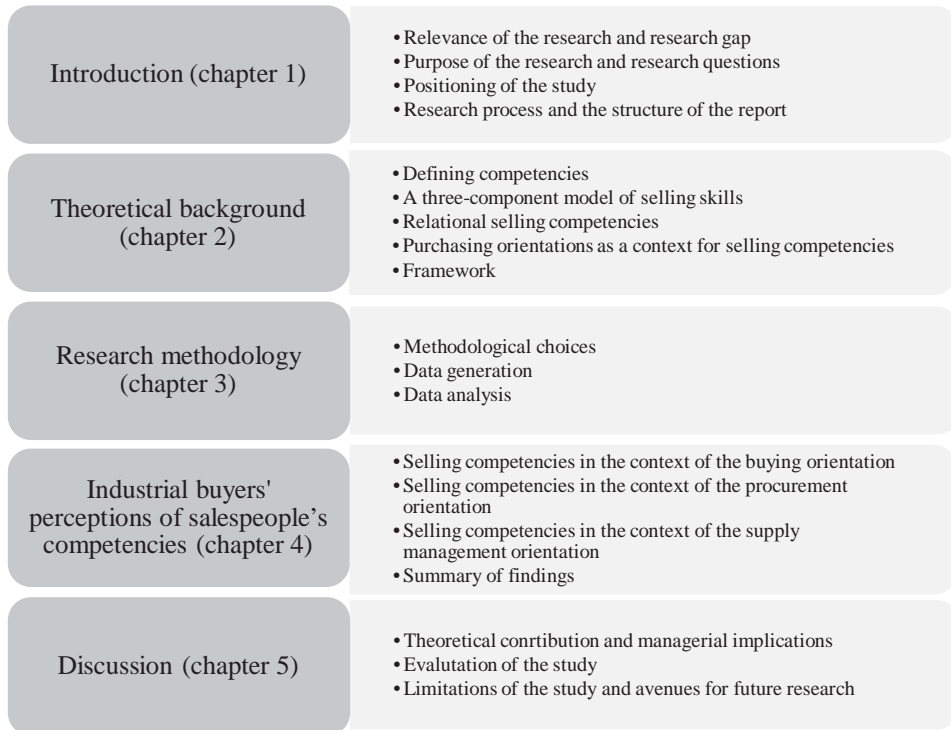 Introduction (chapter 1)
• Relevance of the research and research gap
• Purpose of the research and research questions
• Positioning of the study
• Research process and the structure of the report
Theoretical background
(chapter 2)
• Defining competencies
• A three-component model of selling skills
• Relational selling competencies
• Purchasing orientations as a context for selling competencies
• Framework
Research methodology
(chapter 3)
• Methodological choices
• Data generation
• Data analysis
Industrial buyers'
perceptions of salespeople’s
competencies (chapter 4)
• Selling competencies in the context of the buying orientation
• Selling competencies in the context of the procurement
orientation
• Selling competencies in the context of the supply
management orientation
• Summary of findings
Discussion (chapter 5)
• Theoretical conrtibution and managerial implications
• Evalutation of the study
• Limitations of the study and avenues for future research